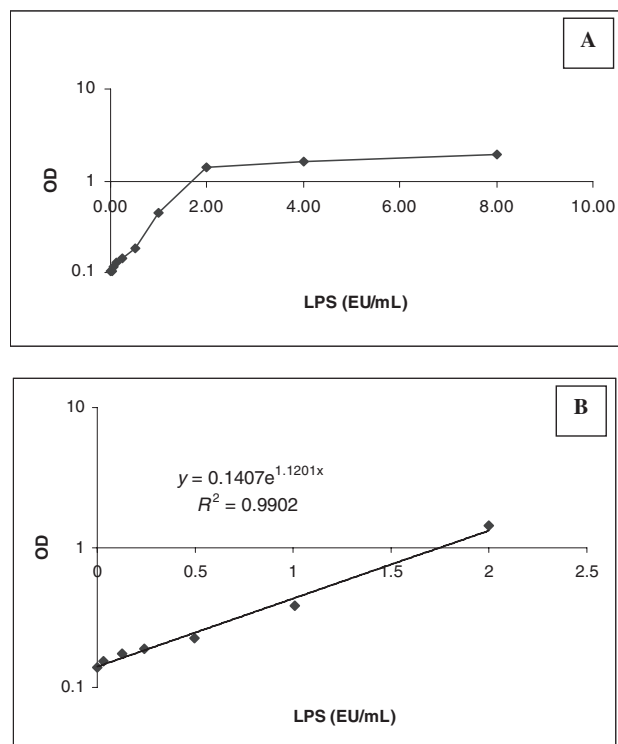 A
10
OD
1
0.00 2.00 4.00 6.00 8.00 10.00
0.1
LPS (EU/mL)
B
10
y = 0.1407e^1.1201x
R² = 0.9902
OD
1
0 0.5 1 1.5 2 2.5
0.1
LPS (EU/mL)